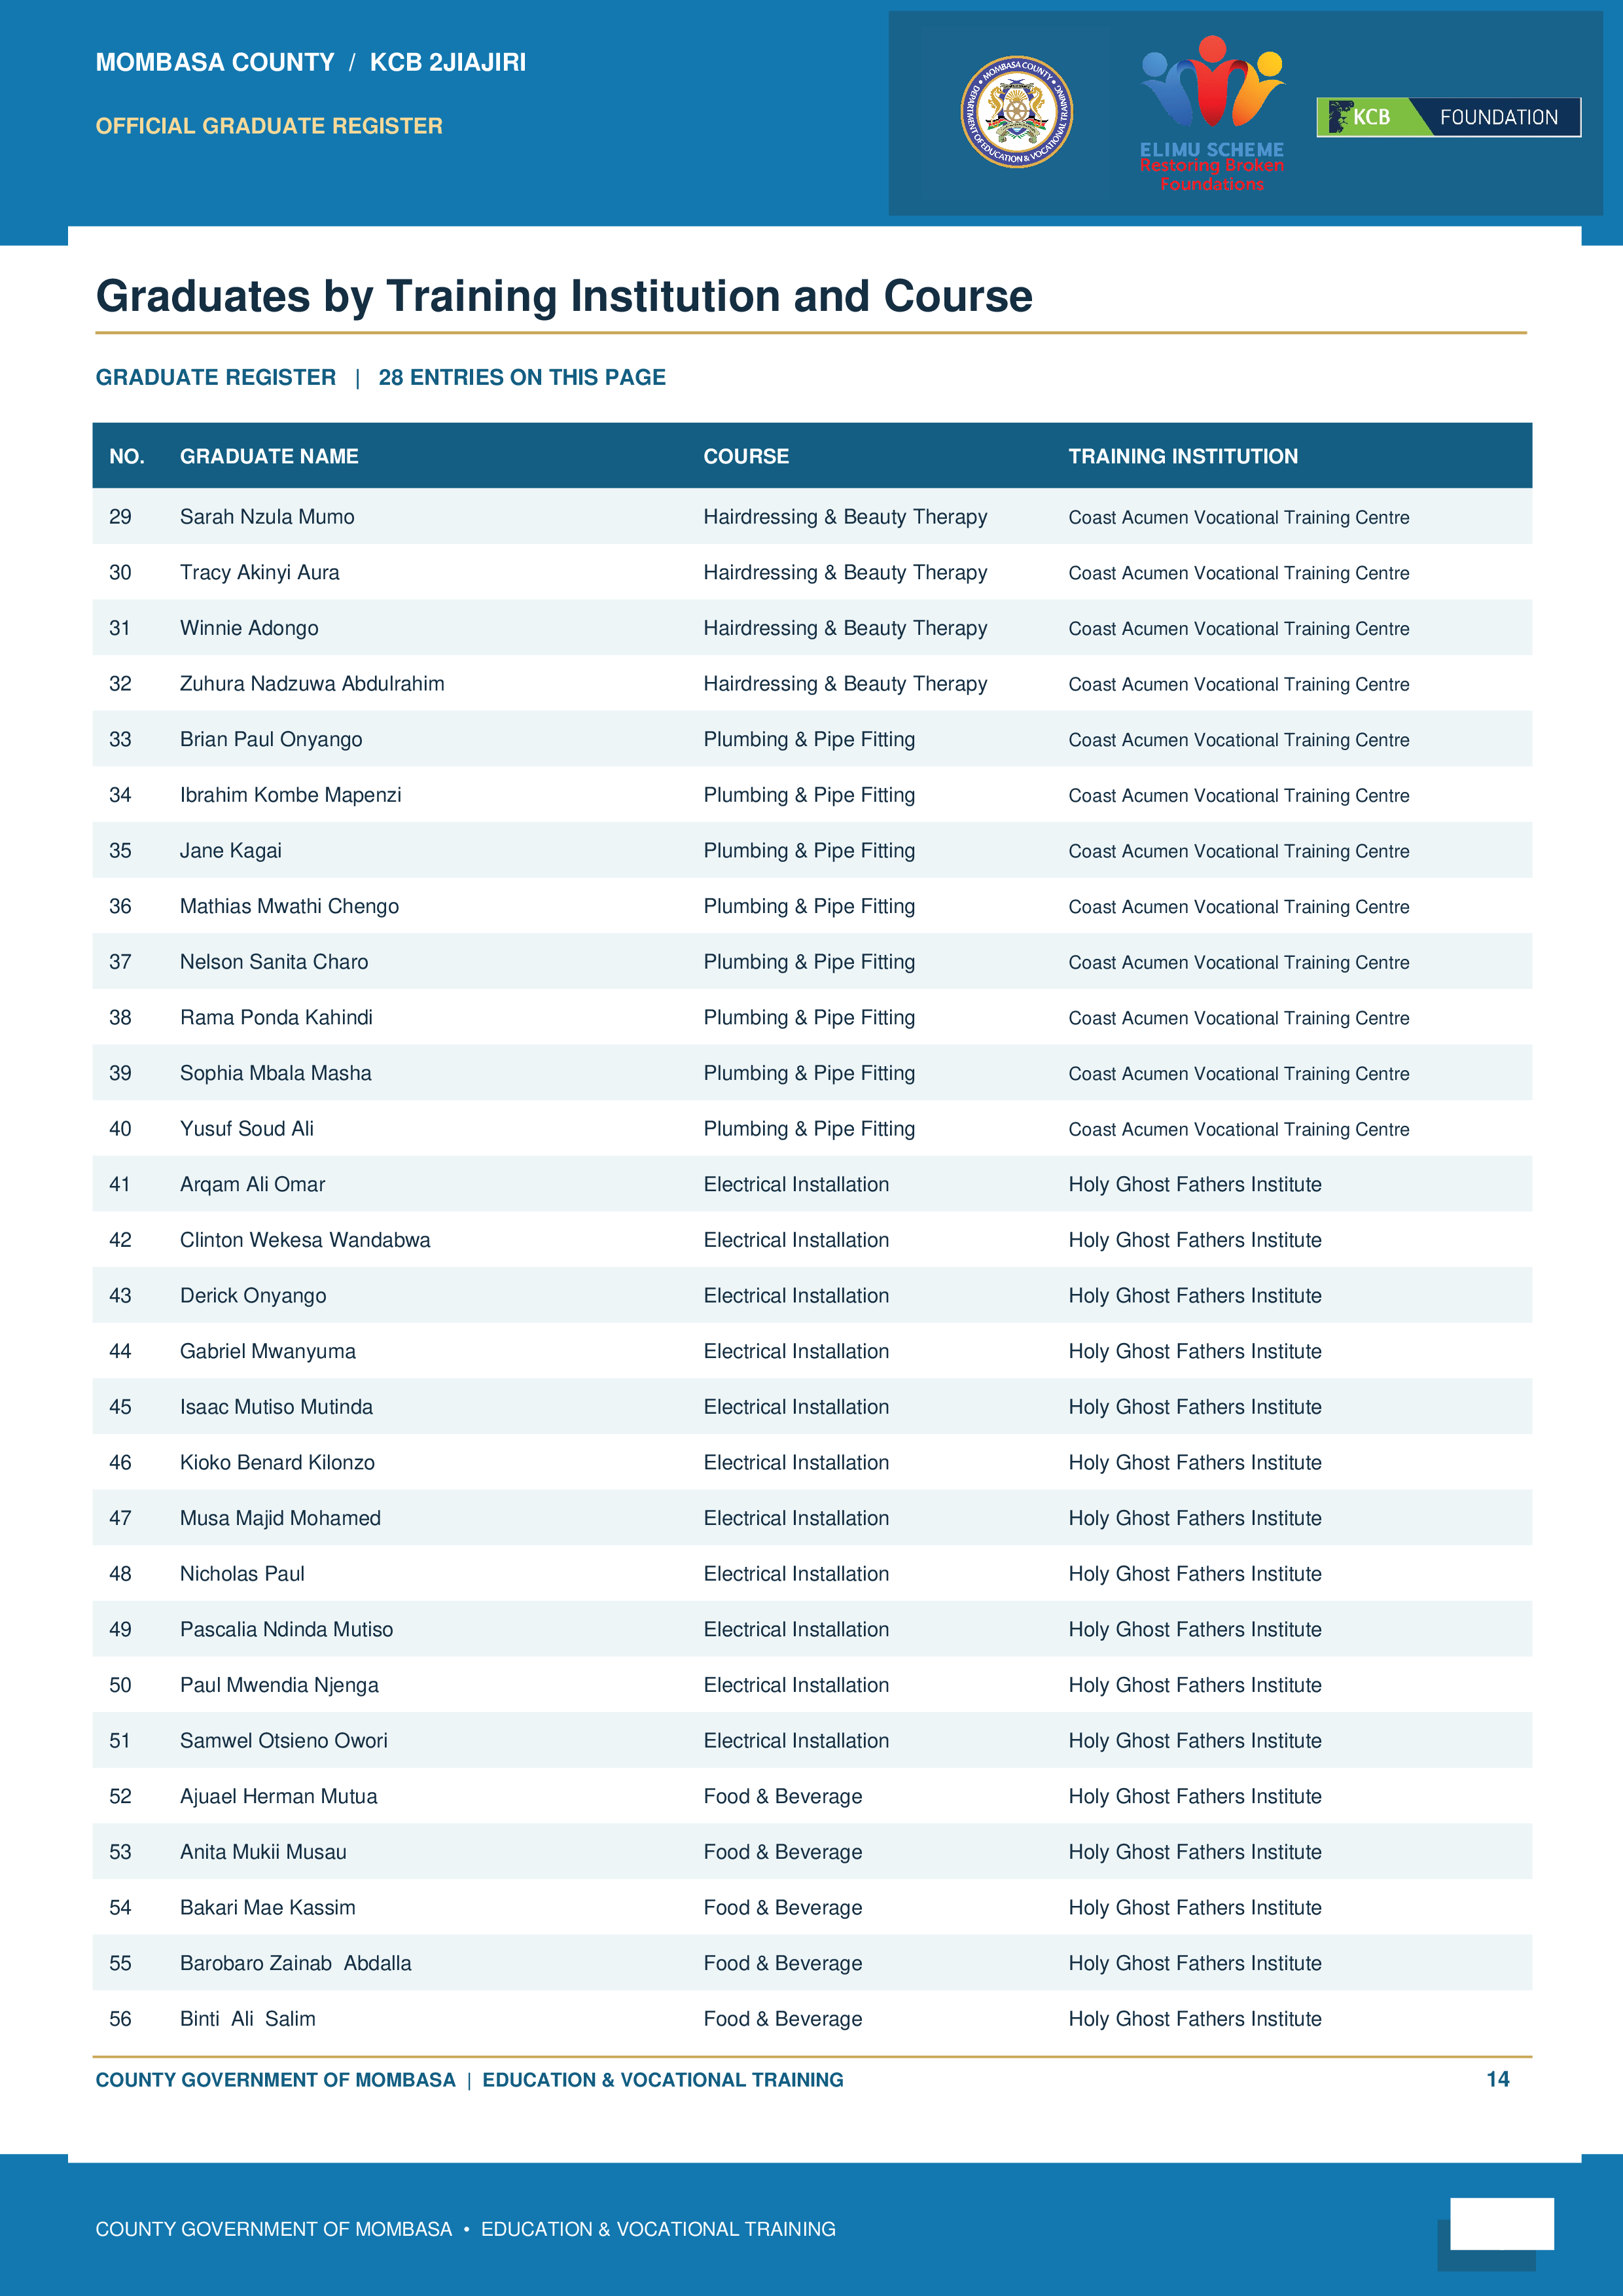 MOMBASA COUNTY / KCB 2JIAJIRI
OFFICIAL GRADUATE REGISTER
MOMBASA COUNTY
DEPARTMENT OF EDUCATION & VOCATIONAL TRAINING
ELIMU SCHEME
Restoring Broken
Foundations
KCB FOUNDATION
Graduates by Training Institution and Course
GRADUATE REGISTER | 28 ENTRIES ON THIS PAGE
NO. GRADUATE NAME COURSE TRAINING INSTITUTION
29 Sarah Nzula Mumo Hairdressing & Beauty Therapy Coast Acumen Vocational Training Centre
30 Tracy Akinyi Aura Hairdressing & Beauty Therapy Coast Acumen Vocational Training Centre
31 Winnie Adongo Hairdressing & Beauty Therapy Coast Acumen Vocational Training Centre
32 Zuhura Nadzuwa Abdulrahim Hairdressing & Beauty Therapy Coast Acumen Vocational Training Centre
33 Brian Paul Onyango Plumbing & Pipe Fitting Coast Acumen Vocational Training Centre
34 Ibrahim Kombe Mapenzi Plumbing & Pipe Fitting Coast Acumen Vocational Training Centre
35 Jane Kagai Plumbing & Pipe Fitting Coast Acumen Vocational Training Centre
36 Mathias Mwathi Chengo Plumbing & Pipe Fitting Coast Acumen Vocational Training Centre
37 Nelson Sanita Charo Plumbing & Pipe Fitting Coast Acumen Vocational Training Centre
38 Rama Ponda Kahindi Plumbing & Pipe Fitting Coast Acumen Vocational Training Centre
39 Sophia Mbala Masha Plumbing & Pipe Fitting Coast Acumen Vocational Training Centre
40 Yusuf Soud Ali Plumbing & Pipe Fitting Coast Acumen Vocational Training Centre
41 Arqam Ali Omar Electrical Installation Holy Ghost Fathers Institute
42 Clinton Wekesa Wandabwa Electrical Installation Holy Ghost Fathers Institute
43 Derick Onyango Electrical Installation Holy Ghost Fathers Institute
44 Gabriel Mwanyuma Electrical Installation Holy Ghost Fathers Institute
45 Isaac Mutiso Mutinda Electrical Installation Holy Ghost Fathers Institute
46 Kioko Benard Kilonzo Electrical Installation Holy Ghost Fathers Institute
47 Musa Majid Mohamed Electrical Installation Holy Ghost Fathers Institute
48 Nicholas Paul Electrical Installation Holy Ghost Fathers Institute
49 Pascalia Ndinda Mutiso Electrical Installation Holy Ghost Fathers Institute
50 Paul Mwendia Njenga Electrical Installation Holy Ghost Fathers Institute
51 Samwel Otsieno Owori Electrical Installation Holy Ghost Fathers Institute
52 Ajuael Herman Mutua Food & Beverage Holy Ghost Fathers Institute
53 Anita Mukii Musau Food & Beverage Holy Ghost Fathers Institute
54 Bakari Mae Kassim Food & Beverage Holy Ghost Fathers Institute
55 Barobaro Zainab Abdalla Food & Beverage Holy Ghost Fathers Institute
56 Binti Ali Salim Food & Beverage Holy Ghost Fathers Institute
COUNTY GOVERNMENT OF MOMBASA | EDUCATION & VOCATIONAL TRAINING 14
COUNTY GOVERNMENT OF MOMBASA • EDUCATION & VOCATIONAL TRAINING